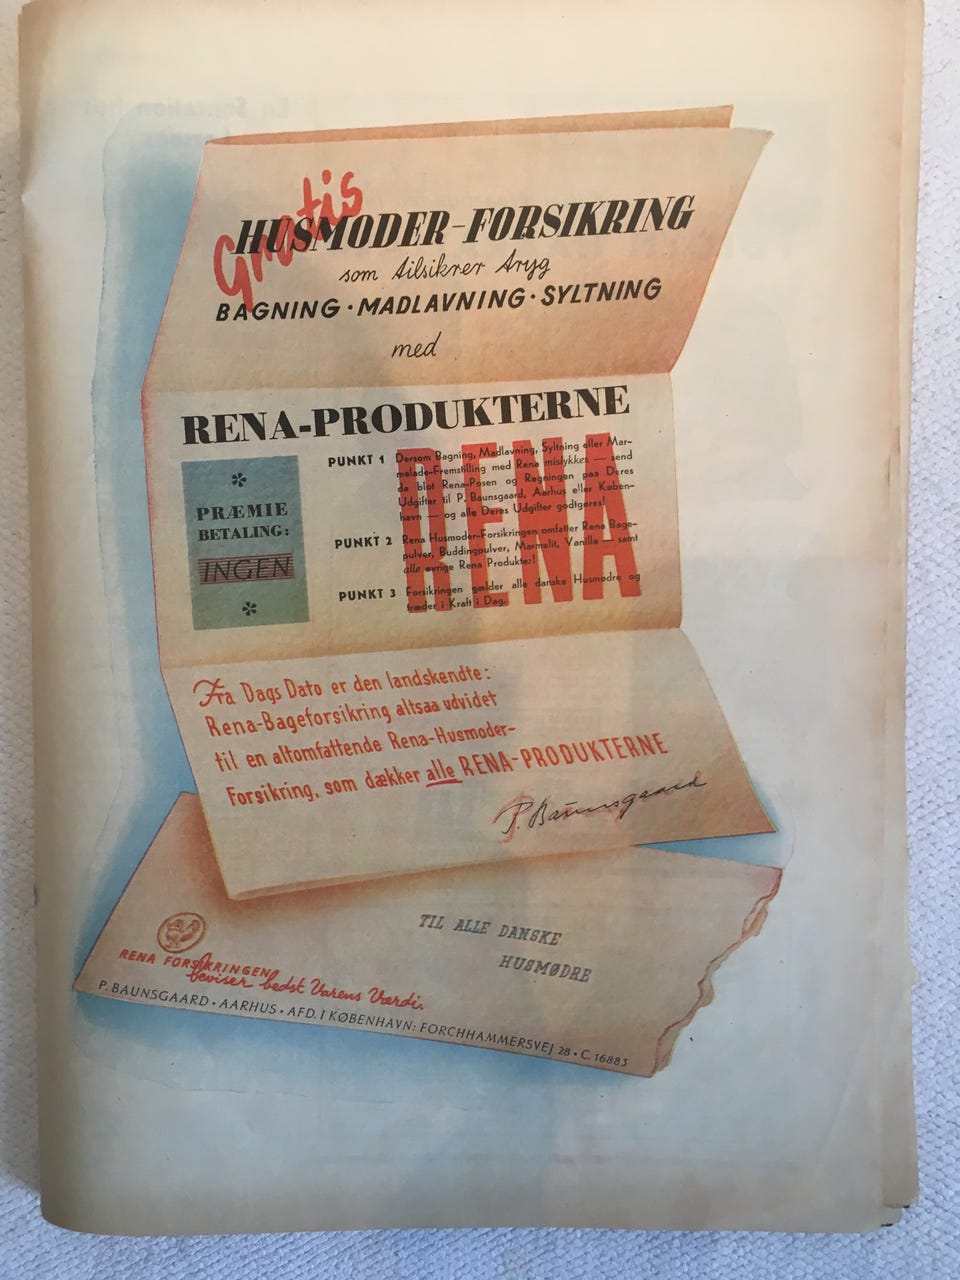 Gratis
HUSMODER-FORSIKRING
som tilsikrer tryg
BAGNING · MADLAVNING · SYLTNING
med
RENA-PRODUKTERNE
PRÆMIE
BETALING:
INGEN
RENA
PUNKT 1 Dersom Bagning, Madlavning, Syltning eller Mar-
melade-Fremstilling med Rena mislykkes — send
da blot Rena-Posen og Regningen paa Deres
Udgifter til P. Baunsgaard, Aarhus eller Køben-
havn — og alle Deres Udgifter godtgøres!
PUNKT 2 Rena Husmoder-Forsikringen omfatter Rena Bage-
pulver, Buddingpulver, Marmelit, Vanilla — samt
alle øvrige Rena Produkter!
PUNKT 3 Forsikringen gælder alle danske Husmødre og
træder i Kraft i Dag.
Fra Dags Dato er den landskendte:
Rena-Bageforsikring altsaa udvidet
til en altomfattende Rena-Husmoder-
Forsikring, som dækker alle RENA-PRODUKTERNE
P. Baunsgaard
TIL ALLE DANSKE
HUSMØDRE
RENA FORSIKRINGEN
beviser bedst Varens Værdi.
P. BAUNSGAARD · AARHUS · AFD. I KØBENHAVN: FORCHHAMMERSVEJ 28 · C. 16883